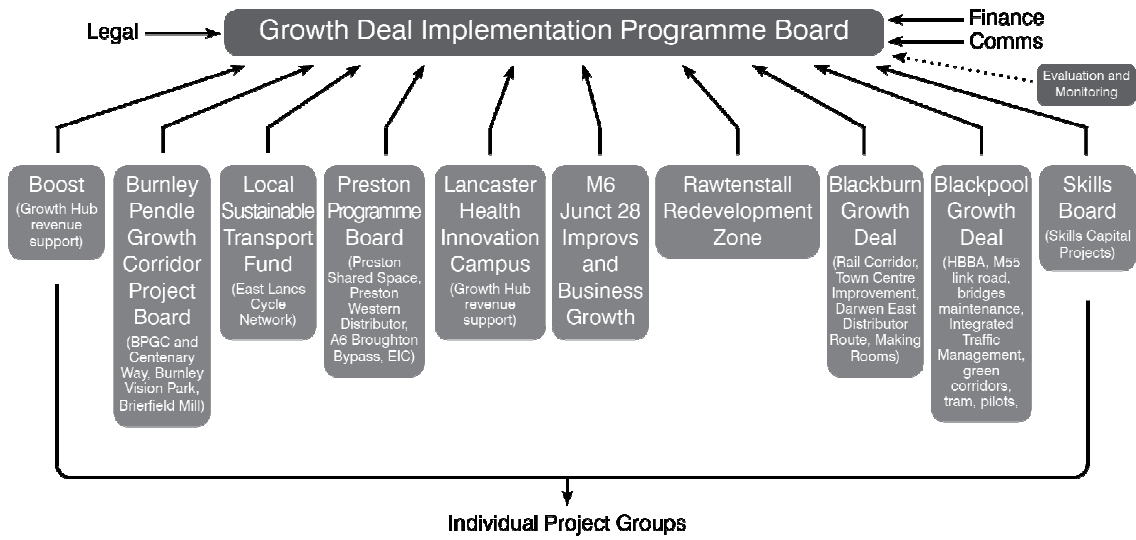 Legal
Growth Deal Implementation Programme Board
Finance
Comms
Evaluation and
Monitoring
Boost
(Growth Hub
revenue
support)
Burnley
Pendle
Growth
Corridor
Project
Board
(BPGC and
Centenary
Way, Burnley
Vision Park,
Brierfield Mill)
Local
Sustainable
Transport
Fund
(East Lancs
Cycle
Network)
Preston
Programme
Board
(Preston
Shared Space,
Preston
Western
Distributor,
A6 Broughton
Bypass, EIC)
Lancaster
Health
Innovation
Campus
(Growth Hub
revenue
support)
M6
Junct 28
Improvs
and
Business
Growth
Rawtenstall
Redevelopment
Zone
Blackburn
Growth
Deal
(Rail Corridor,
Town Centre
Improvement,
Darwen East
Distributor
Route, Making
Rooms)
Blackpool
Growth
Deal
(HBBA, M55
link road,
bridges
maintenance,
Integrated
Traffic
Management,
green
corridors,
tram, pilots,
Skills
Board
(Skills Capital
Projects)
Individual Project Groups